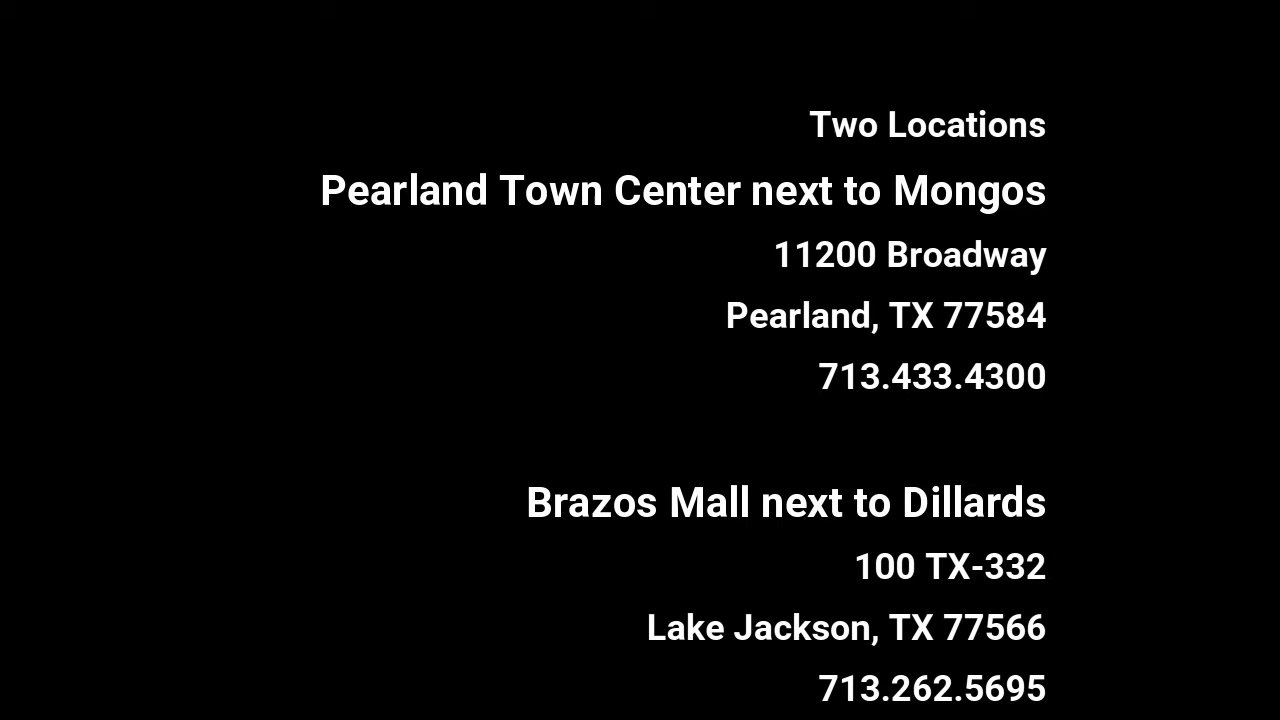 Two Locations
Pearland Town Center next to Mongos
11200 Broadway
Pearland, TX 77584
713.433.4300
Brazos Mall next to Dillards
100 TX-332
Lake Jackson, TX 77566
713.262.5695